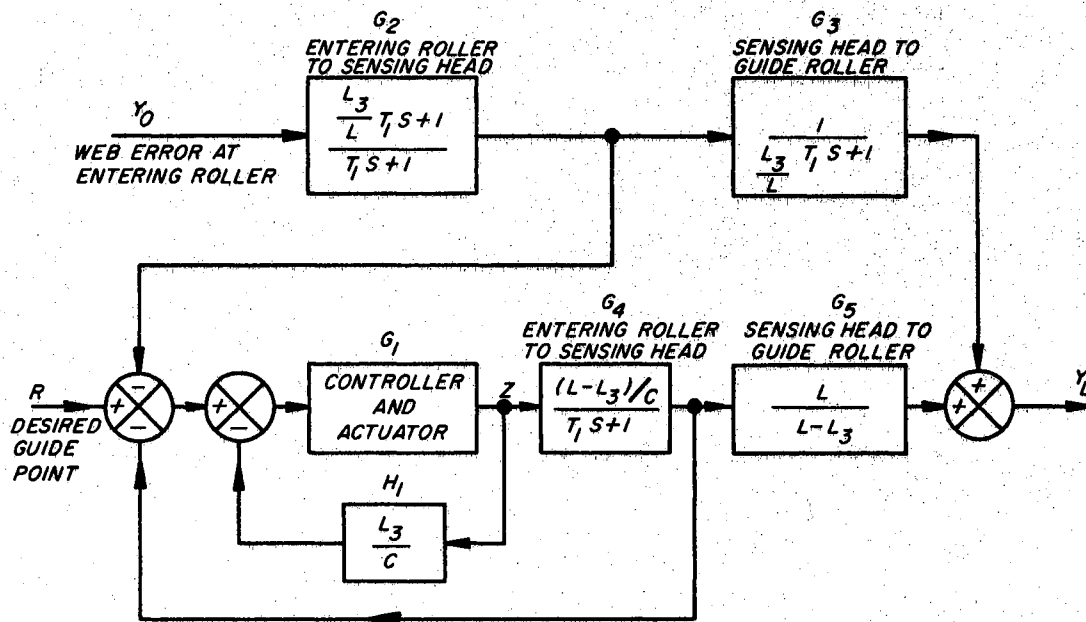 G2
ENTERING ROLLER
TO SENSING HEAD
L3
L
T1 S+1
T1 S+1
G3
SENSING HEAD TO
GUIDE ROLLER
1
L3
L
T1 S+1
Y0
WEB ERROR AT
ENTERING ROLLER
R
DESIRED
GUIDE
POINT
+
−
−
+
−
G1
CONTROLLER
AND
ACTUATOR
Z
H1
L3
C
G4
ENTERING ROLLER
TO SENSING HEAD
(L-L3)/C
T1 S+1
G5
SENSING HEAD TO
GUIDE ROLLER
L
L-L3
+
+
YL